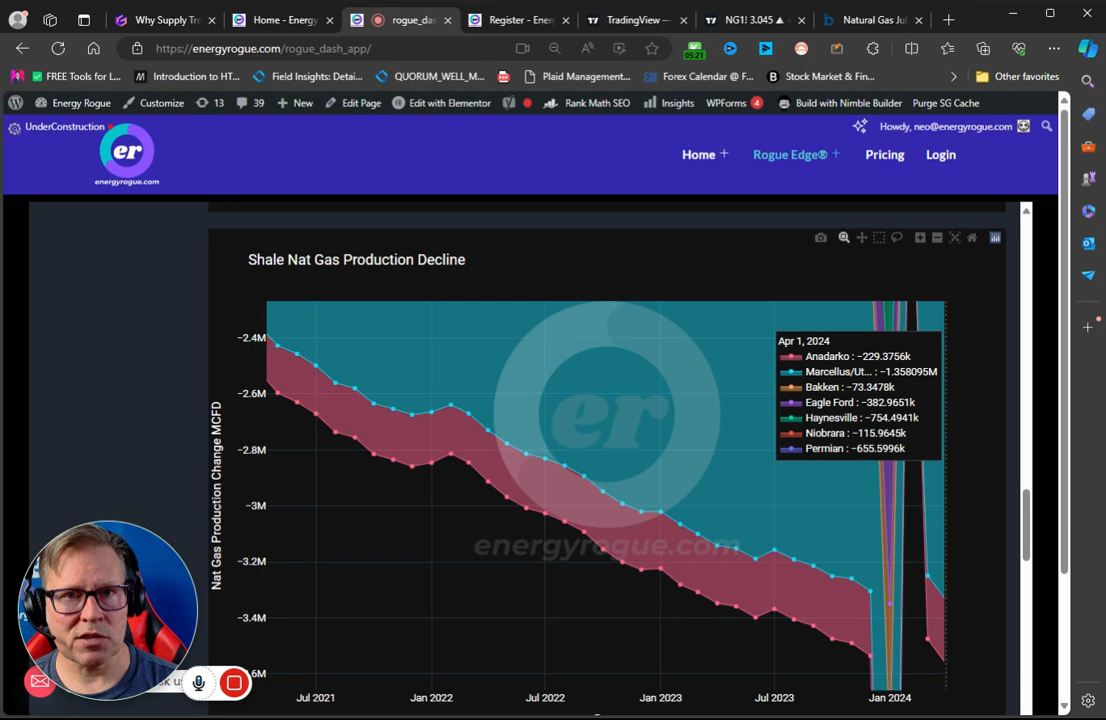 Why Supply Tre
Home - Energy
rogue_das
Register - Ener
TradingView —
NG1! 3.045 ▲ +
Natural Gas Jul
https://energyrogue.com/rogue_dash_app/
05:21
FREE Tools for L...
Introduction to HT...
Field Insights: Detai...
QUORUM_WELL_M...
Plaid Management...
Forex Calendar @ F...
Stock Market & Fin...
Other favorites
Energy Rogue
Customize
13
39
New
Edit Page
Edit with Elementor
Rank Math SEO
Insights
WPForms 4
Build with Nimble Builder
Purge SG Cache
UnderConstruction
Howdy, neo@energyrogue.com
er
energyrogue.com
Home +
Rogue Edge® +
Pricing
Login
Shale Nat Gas Production Decline
Nat Gas Production Change MCFD
−2.4M
−2.6M
−2.8M
−3M
−3.2M
−3.4M
Apr 1, 2024
Anadarko : −229.3756k
Marcellus/Ut... : −1.358095M
Bakken : −73.3478k
Eagle Ford : −382.9651k
Haynesville : −754.4941k
Niobrara : −115.9645k
Permian : −655.5996k
er
energyrogue.com
Jul 2021
Jan 2022
Jul 2022
Jan 2023
Jul 2023
Jan 2024